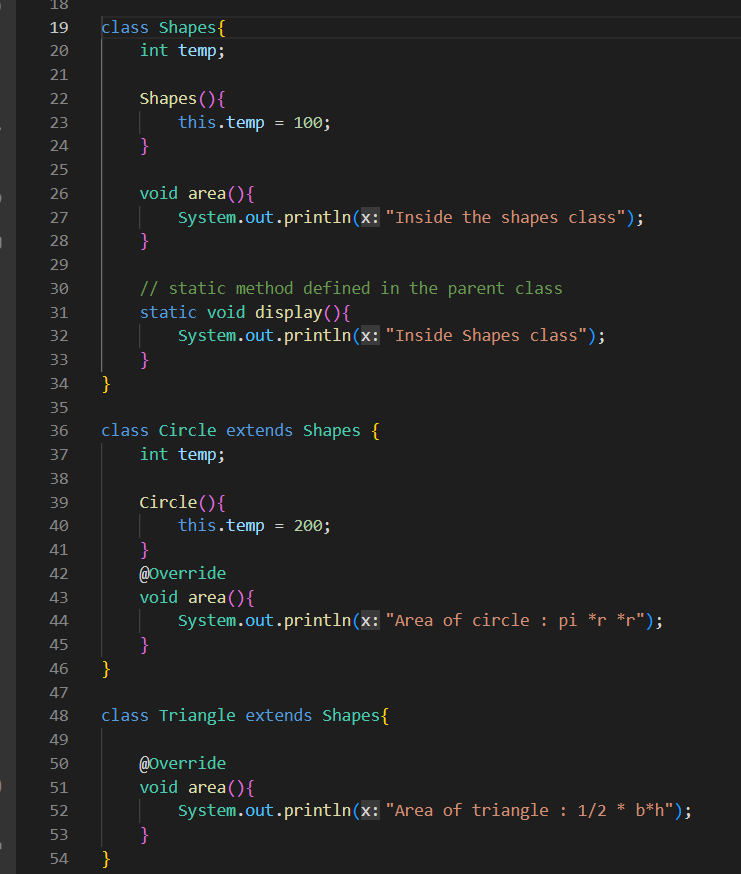 18
19 class Shapes{
20     int temp;
21
22     Shapes(){
23         this.temp = 100;
24     }
25
26     void area(){
27         System.out.println(x: "Inside the shapes class");
28     }
29
30     // static method defined in the parent class
31     static void display(){
32         System.out.println(x: "Inside Shapes class");
33     }
34 }
35
36 class Circle extends Shapes {
37     int temp;
38
39     Circle(){
40         this.temp = 200;
41     }
42     @Override
43     void area(){
44         System.out.println(x: "Area of circle : pi *r *r");
45     }
46 }
47
48 class Triangle extends Shapes{
49
50     @Override
51     void area(){
52         System.out.println(x: "Area of triangle : 1/2 * b*h");
53     }
54 }